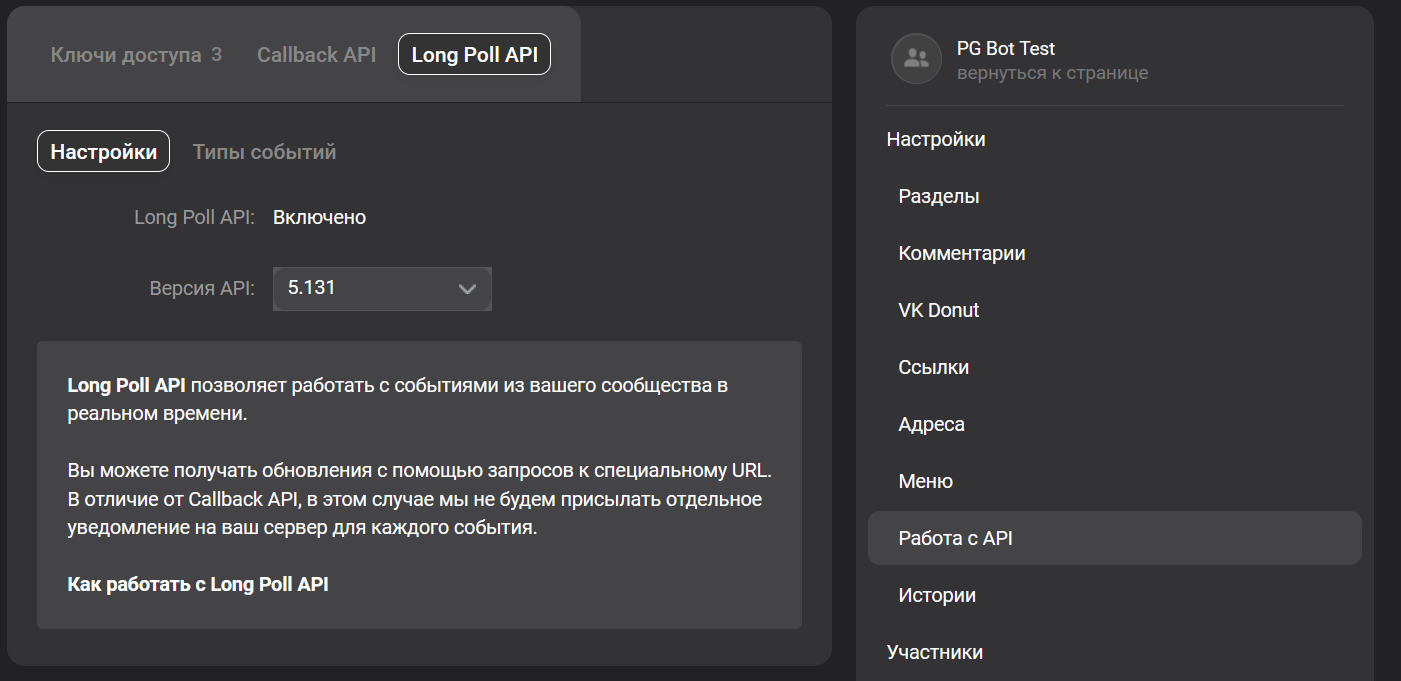 Ключи доступа 3
Callback API
Long Poll API
Настройки
Типы событий
Long Poll API: Включено
Версия API: 5.131
Long Poll API позволяет работать с событиями из вашего сообщества в
реальном времени.
Вы можете получать обновления с помощью запросов к специальному URL.
В отличие от Callback API, в этом случае мы не будем присылать отдельное
уведомление на ваш сервер для каждого события.
Как работать с Long Poll API
PG Bot Test
вернуться к странице
Настройки
Разделы
Комментарии
VK Donut
Ссылки
Адреса
Меню
Работа с API
Истории
Участники